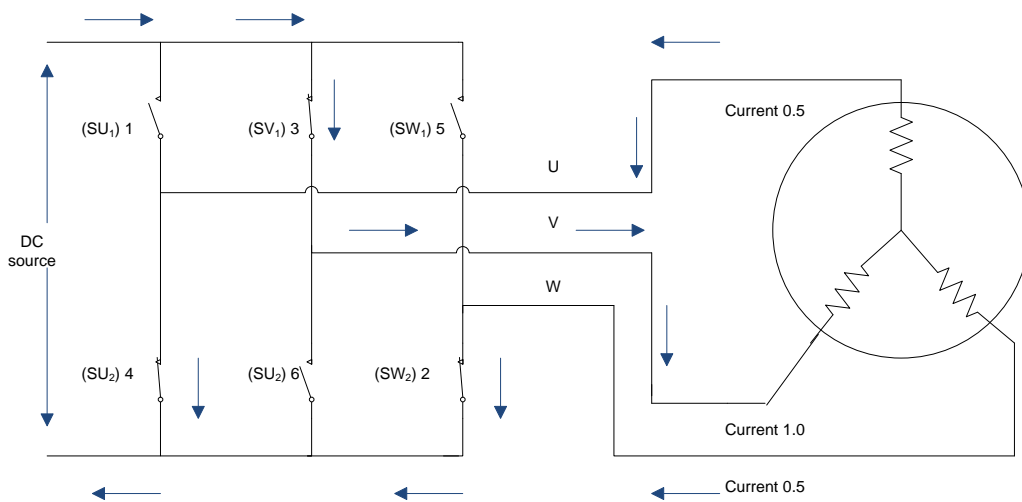 Current 0.5
(SU₁) 1
(SV₁) 3
(SW₁) 5
U
V
DC
source
W
(SU₂) 4
(SU₂) 6
(SW₂) 2
Current 1.0
Current 0.5